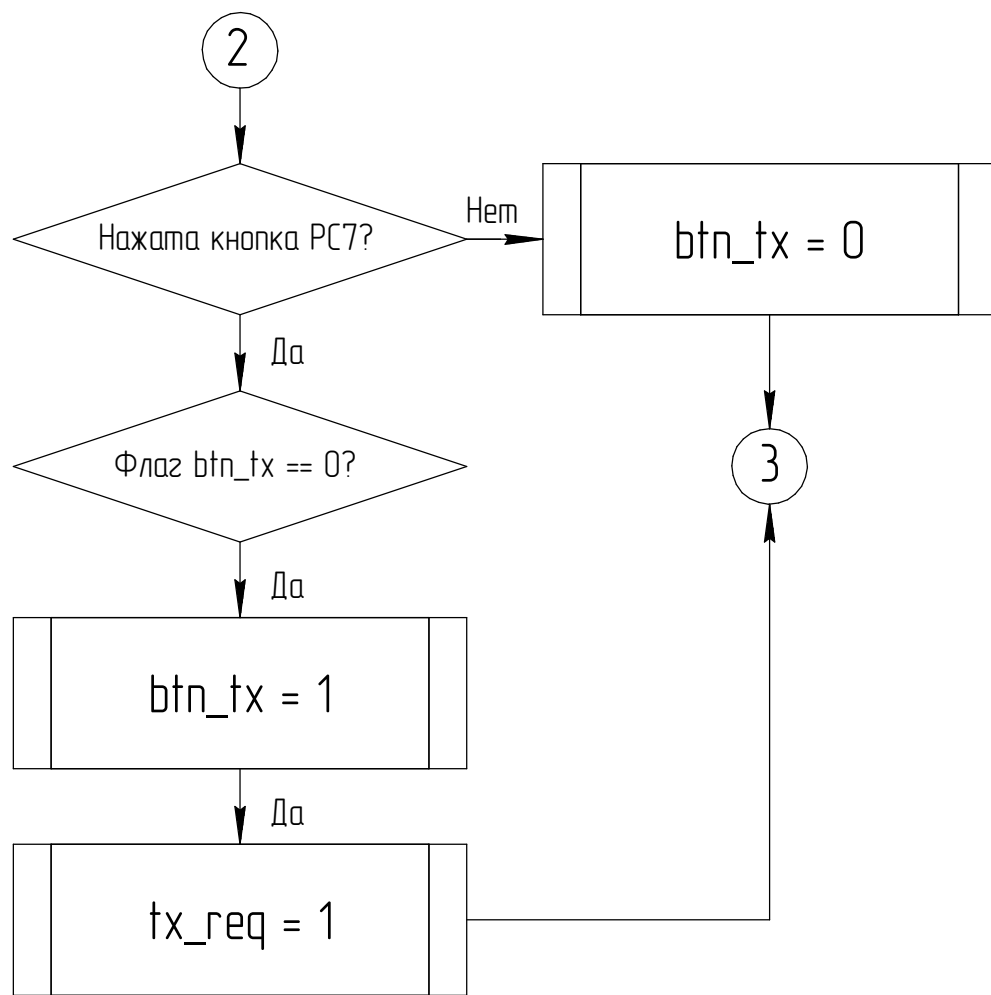 2
Нажата кнопка PC7?
Нет
btn_tx = 0
Да
Флаг btn_tx == 0?
3
Да
btn_tx = 1
Да
tx_req = 1